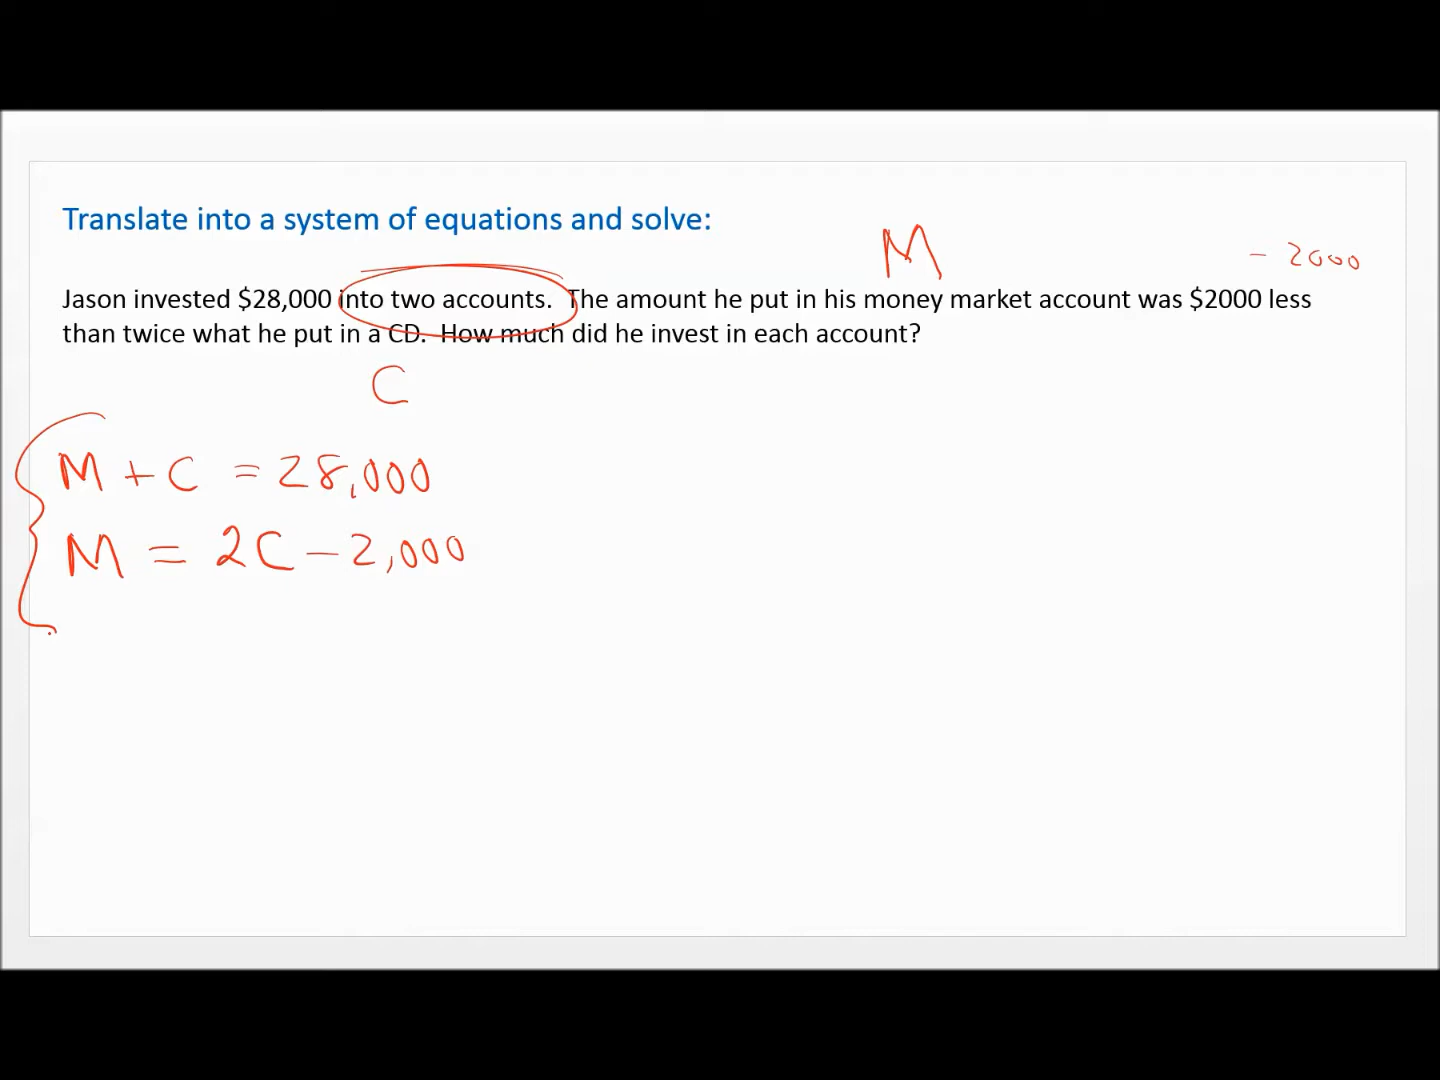 Translate into a system of equations and solve:
M
- 2000
Jason invested $28,000 into two accounts. The amount he put in his money market account was $2000 less
than twice what he put in a CD. How much did he invest in each account?
C
M + C = 28,000
M = 2C - 2,000